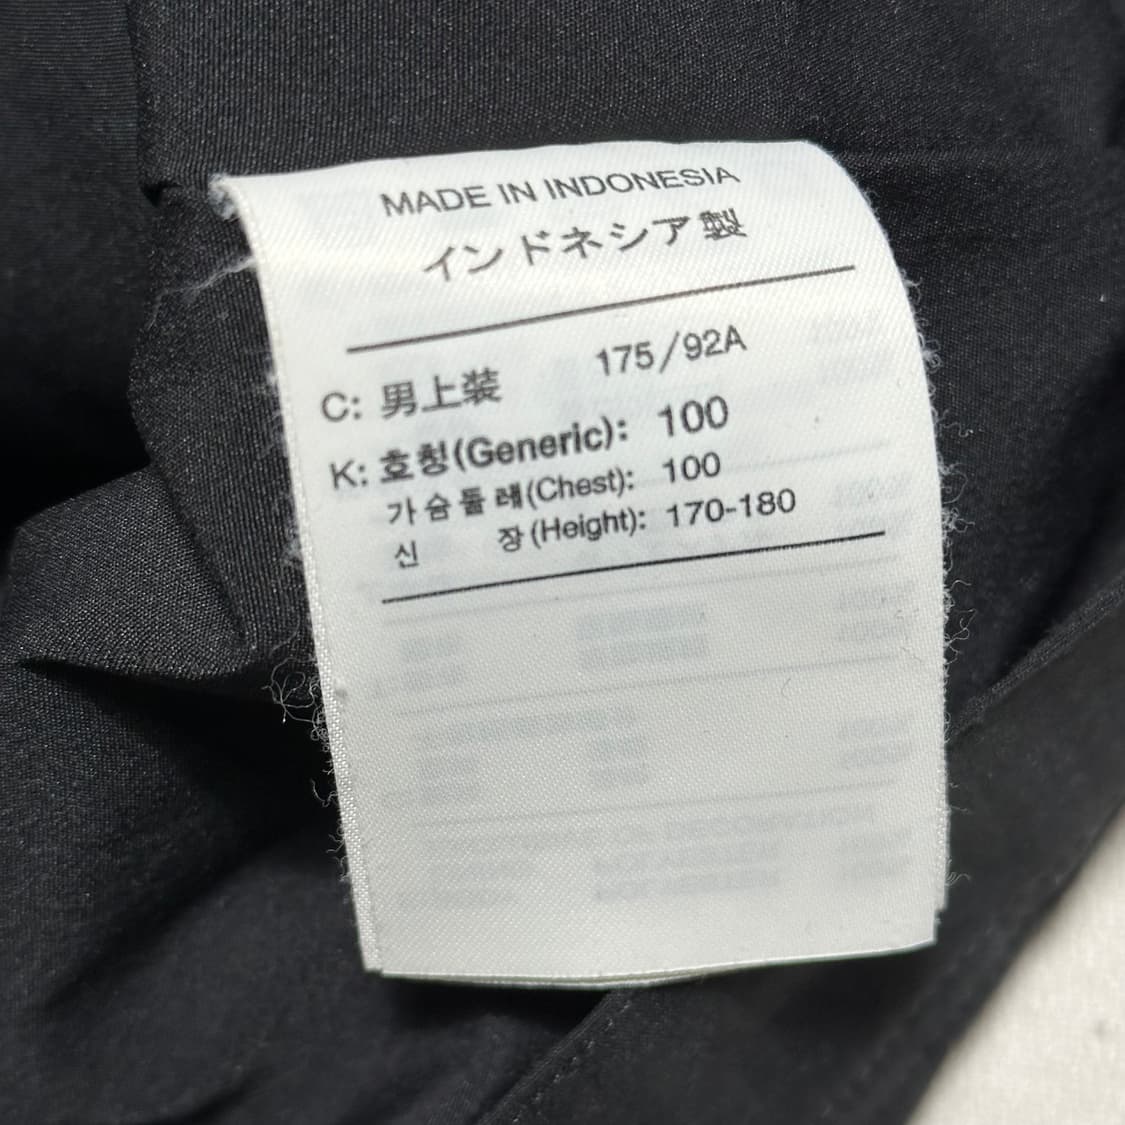 MADE IN INDONESIA
インドネシア製
C: 男上装 175/92A
K: 호칭(Generic): 100
가슴둘레(Chest): 100
신 장(Height): 170-180